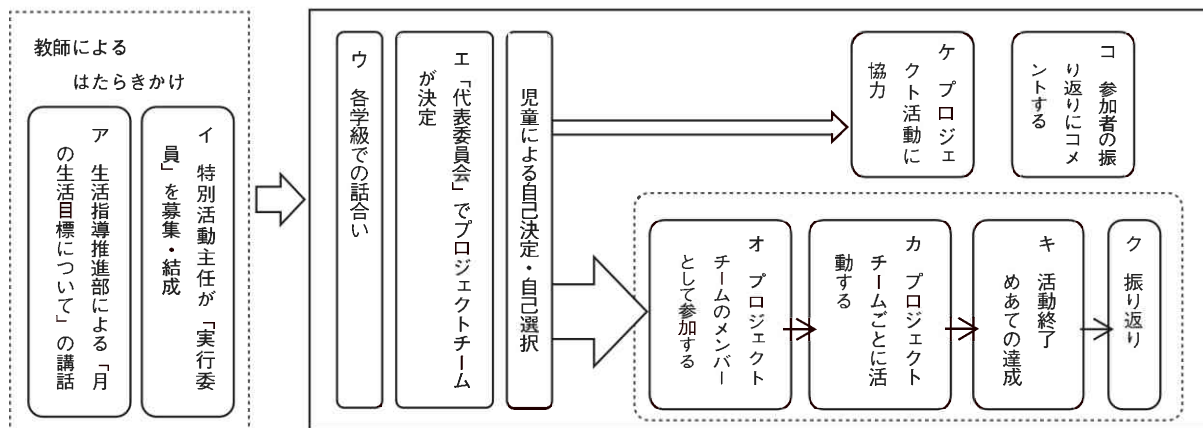 教師による
はたらきかけ
ア　生活指導推進部による「月
の生活目標について」の講話
イ　特別活動主任が「実行委
員」を募集・結成
ウ　各学級での話合い
エ「代表委員会」でプロジェクトチーム
が決定
児童による自己決定・自己選択
オ　プロジェクト
チームのメンバー
として参加する
カ　プロジェクト
チームごとに活
動する
キ　活動終了
めあての達成
ク　振り返り
ケ　プロジェ
クト活動に
協力
コ　参加者の振
り返りにコメ
ントする